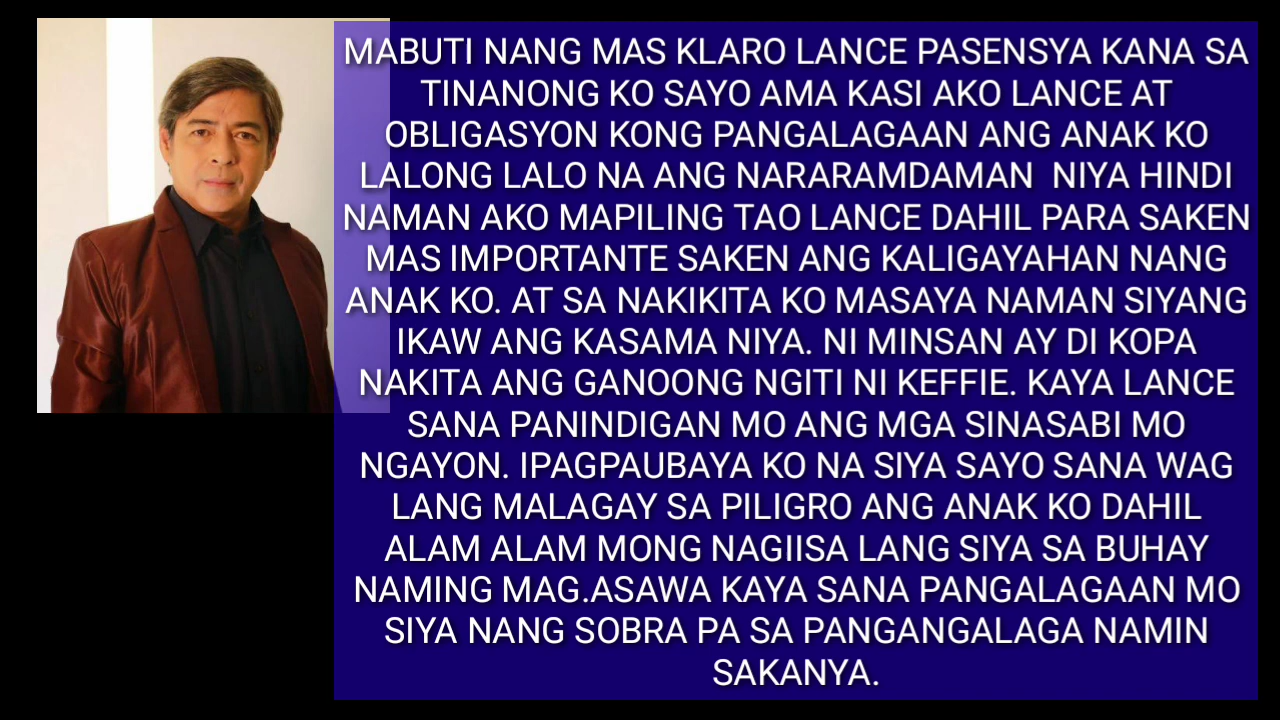 MABUTI NANG MAS KLARO LANCE PASENSYA KANA SA
TINANONG KO SAYO AMA KASI AKO LANCE AT
OBLIGASYON KONG PANGALAGAAN ANG ANAK KO
LALONG LALO NA ANG NARARAMDAMAN NIYA HINDI
NAMAN AKO MAPILING TAO LANCE DAHIL PARA SAKEN
MAS IMPORTANTE SAKEN ANG KALIGAYAHAN NANG
ANAK KO. AT SA NAKIKITA KO MASAYA NAMAN SIYANG
IKAW ANG KASAMA NIYA. NI MINSAN AY DI KOPA
NAKITA ANG GANOONG NGITI NI KEFFIE. KAYA LANCE
SANA PANINDIGAN MO ANG MGA SINASABI MO
NGAYON. IPAGPAUBAYA KO NA SIYA SAYO SANA WAG
LANG MALAGAY SA PILIGRO ANG ANAK KO DAHIL
ALAM ALAM MONG NAGIISA LANG SIYA SA BUHAY
NAMING MAG.ASAWA KAYA SANA PANGALAGAAN MO
SIYA NANG SOBRA PA SA PANGANGALAGA NAMIN
SAKANYA.